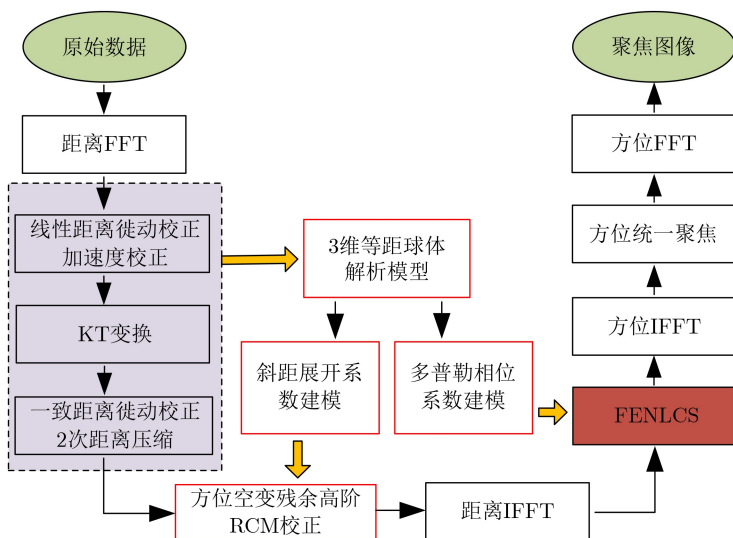 原始数据
距离FFT
线性距离徙动校正
加速度校正
KT变换
一致距离徙动校正
2次距离压缩
3维等距球体
解析模型
斜距展开系
数建模
多普勒相位
系数建模
方位空变残余高阶
RCM校正
距离IFFT
FENLCS
方位IFFT
方位统一聚焦
方位FFT
聚焦图像